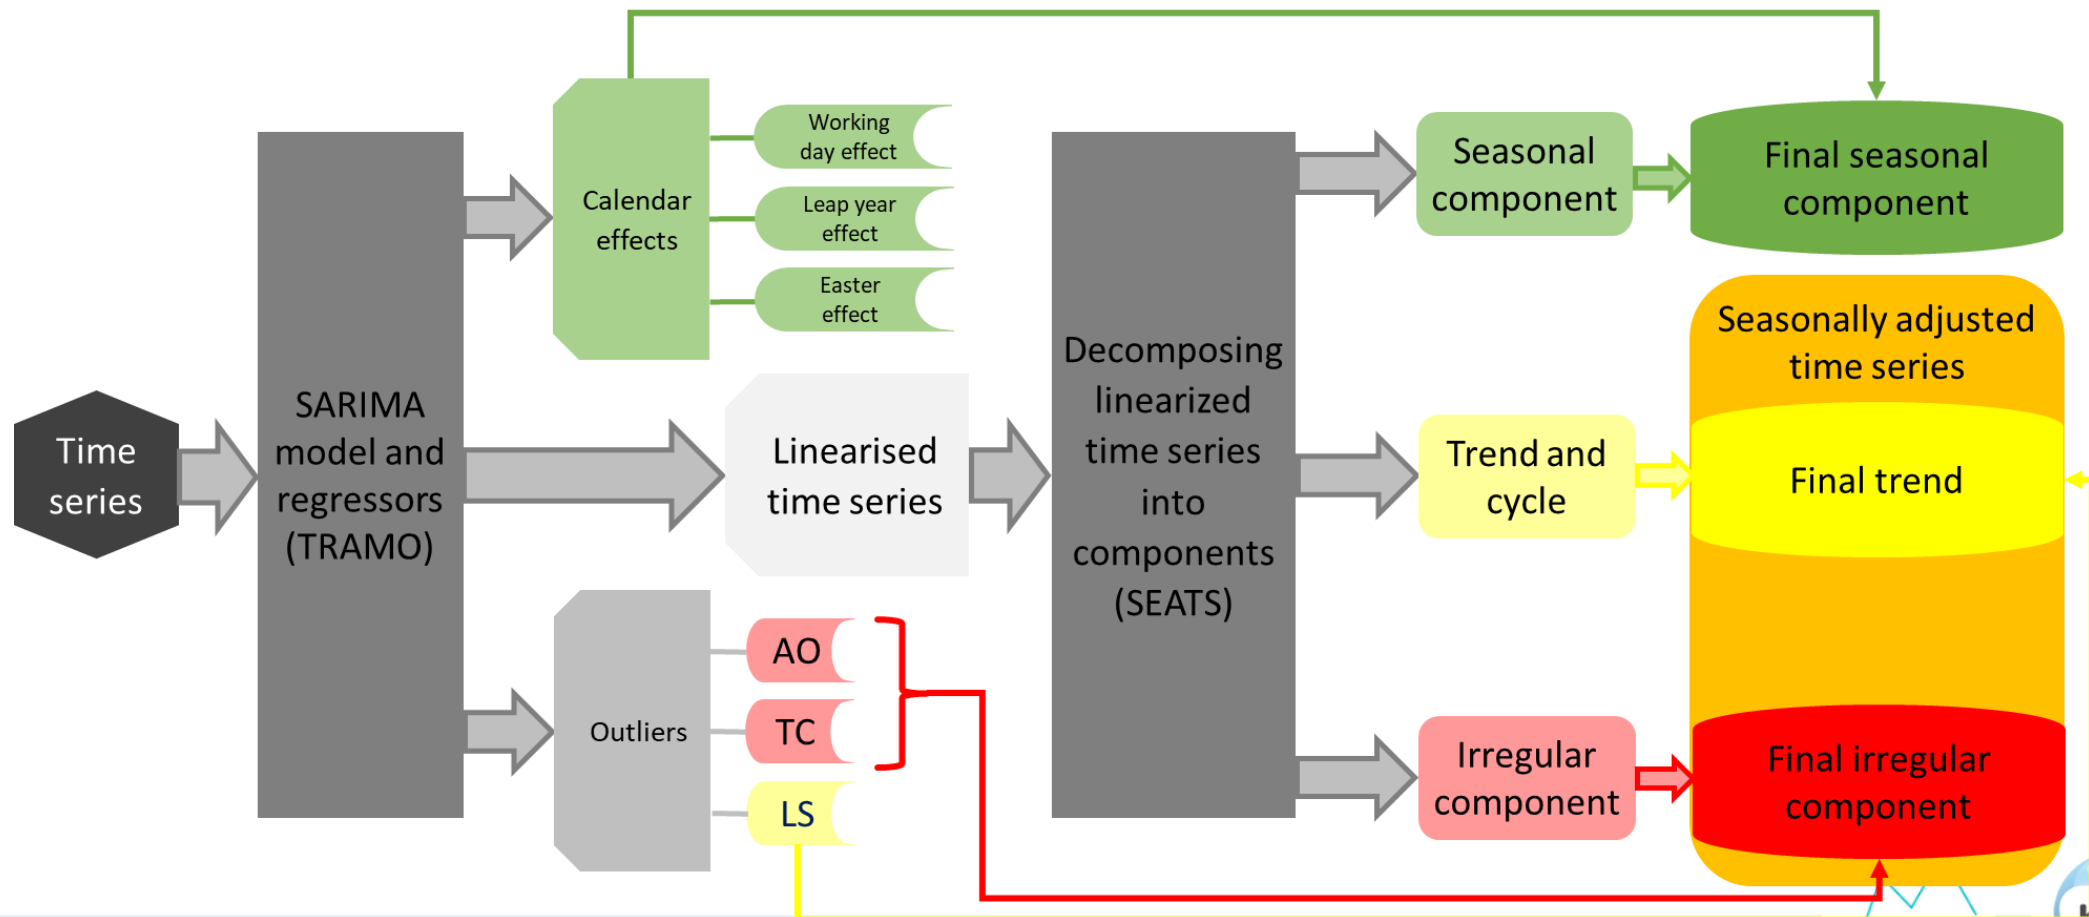 Time
series
SARIMA
model and
regressors
(TRAMO)
Calendar
effects
Working
day effect
Leap year
effect
Easter
effect
Linearised
time series
Outliers
AO
TC
LS
Decomposing
linearized
time series
into
components
(SEATS)
Seasonal
component
Trend and
cycle
Irregular
component
Final seasonal
component
Seasonally adjusted
time series
Final trend
Final irregular
component